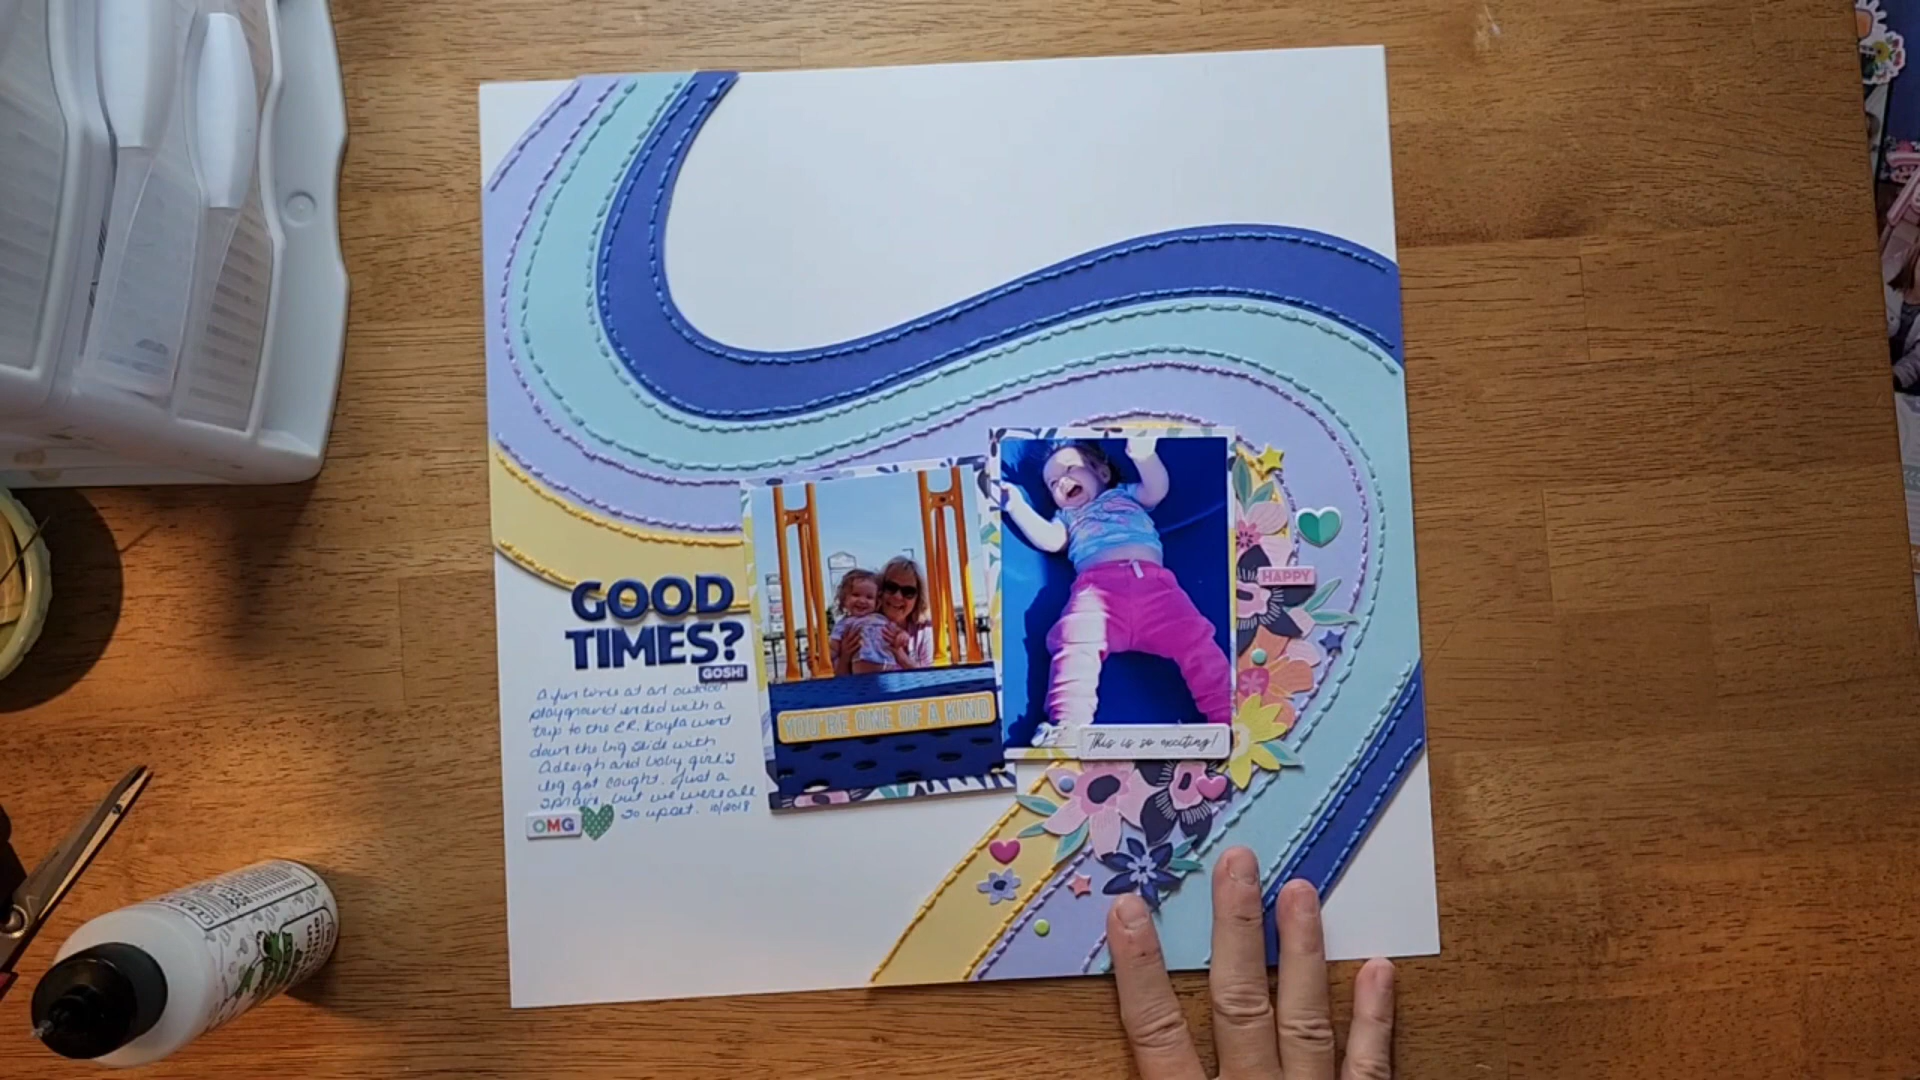 GOOD
TIMES?
GOSH!
A fun time at an outdoor
playground ended with a
trip to the ER. Kayla went
down the big slide with
Adleigh and baby girl's
leg got caught. Just a
sprain, but we were all
so upset. 10/2018
OMG
YOU'RE ONE OF A KIND
This is so exciting!
HAPPY